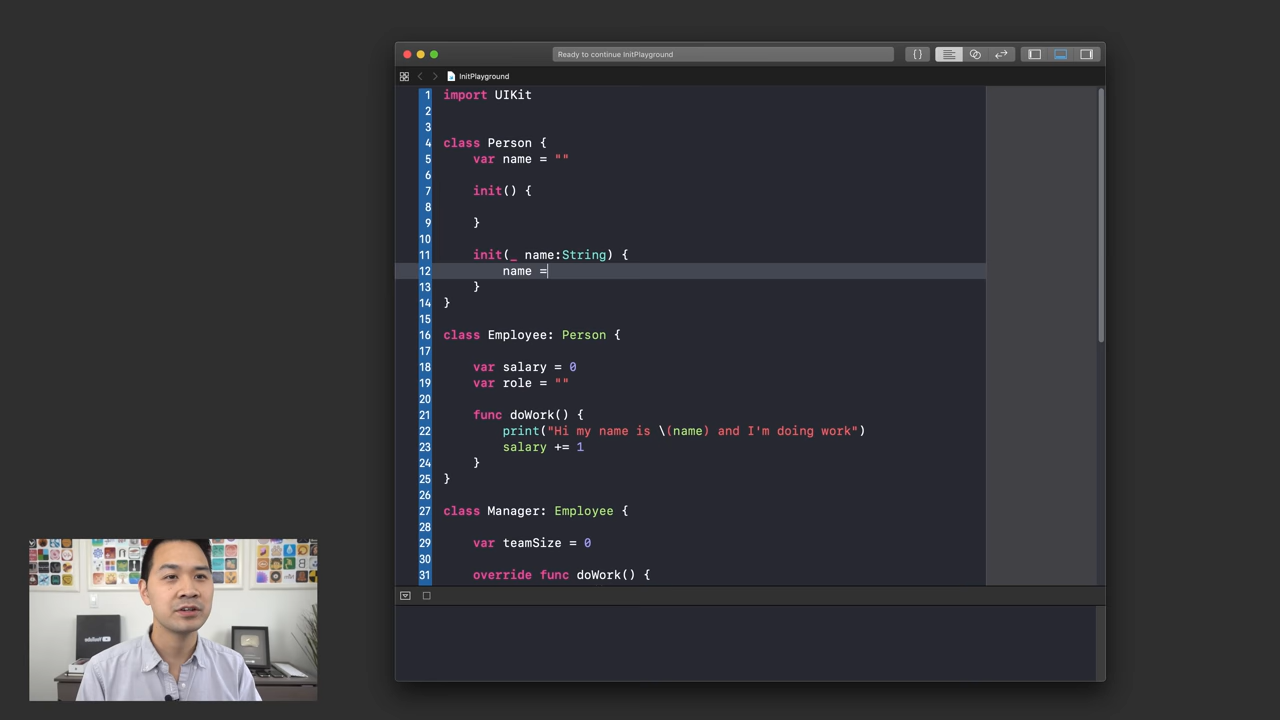 Ready to continue InitPlayground
{}
InitPlayground
1 import UIKit
2
3
4 class Person {
5 var name = ""
6
7 init() {
8
9 }
10
11 init(_ name:String) {
12 name =
13 }
14 }
15
16 class Employee: Person {
17
18 var salary = 0
19 var role = ""
20
21 func doWork() {
22 print("Hi my name is \(name) and I'm doing work")
23 salary += 1
24 }
25 }
26
27 class Manager: Employee {
28
29 var teamSize = 0
30
31 override func doWork() {
YouTube